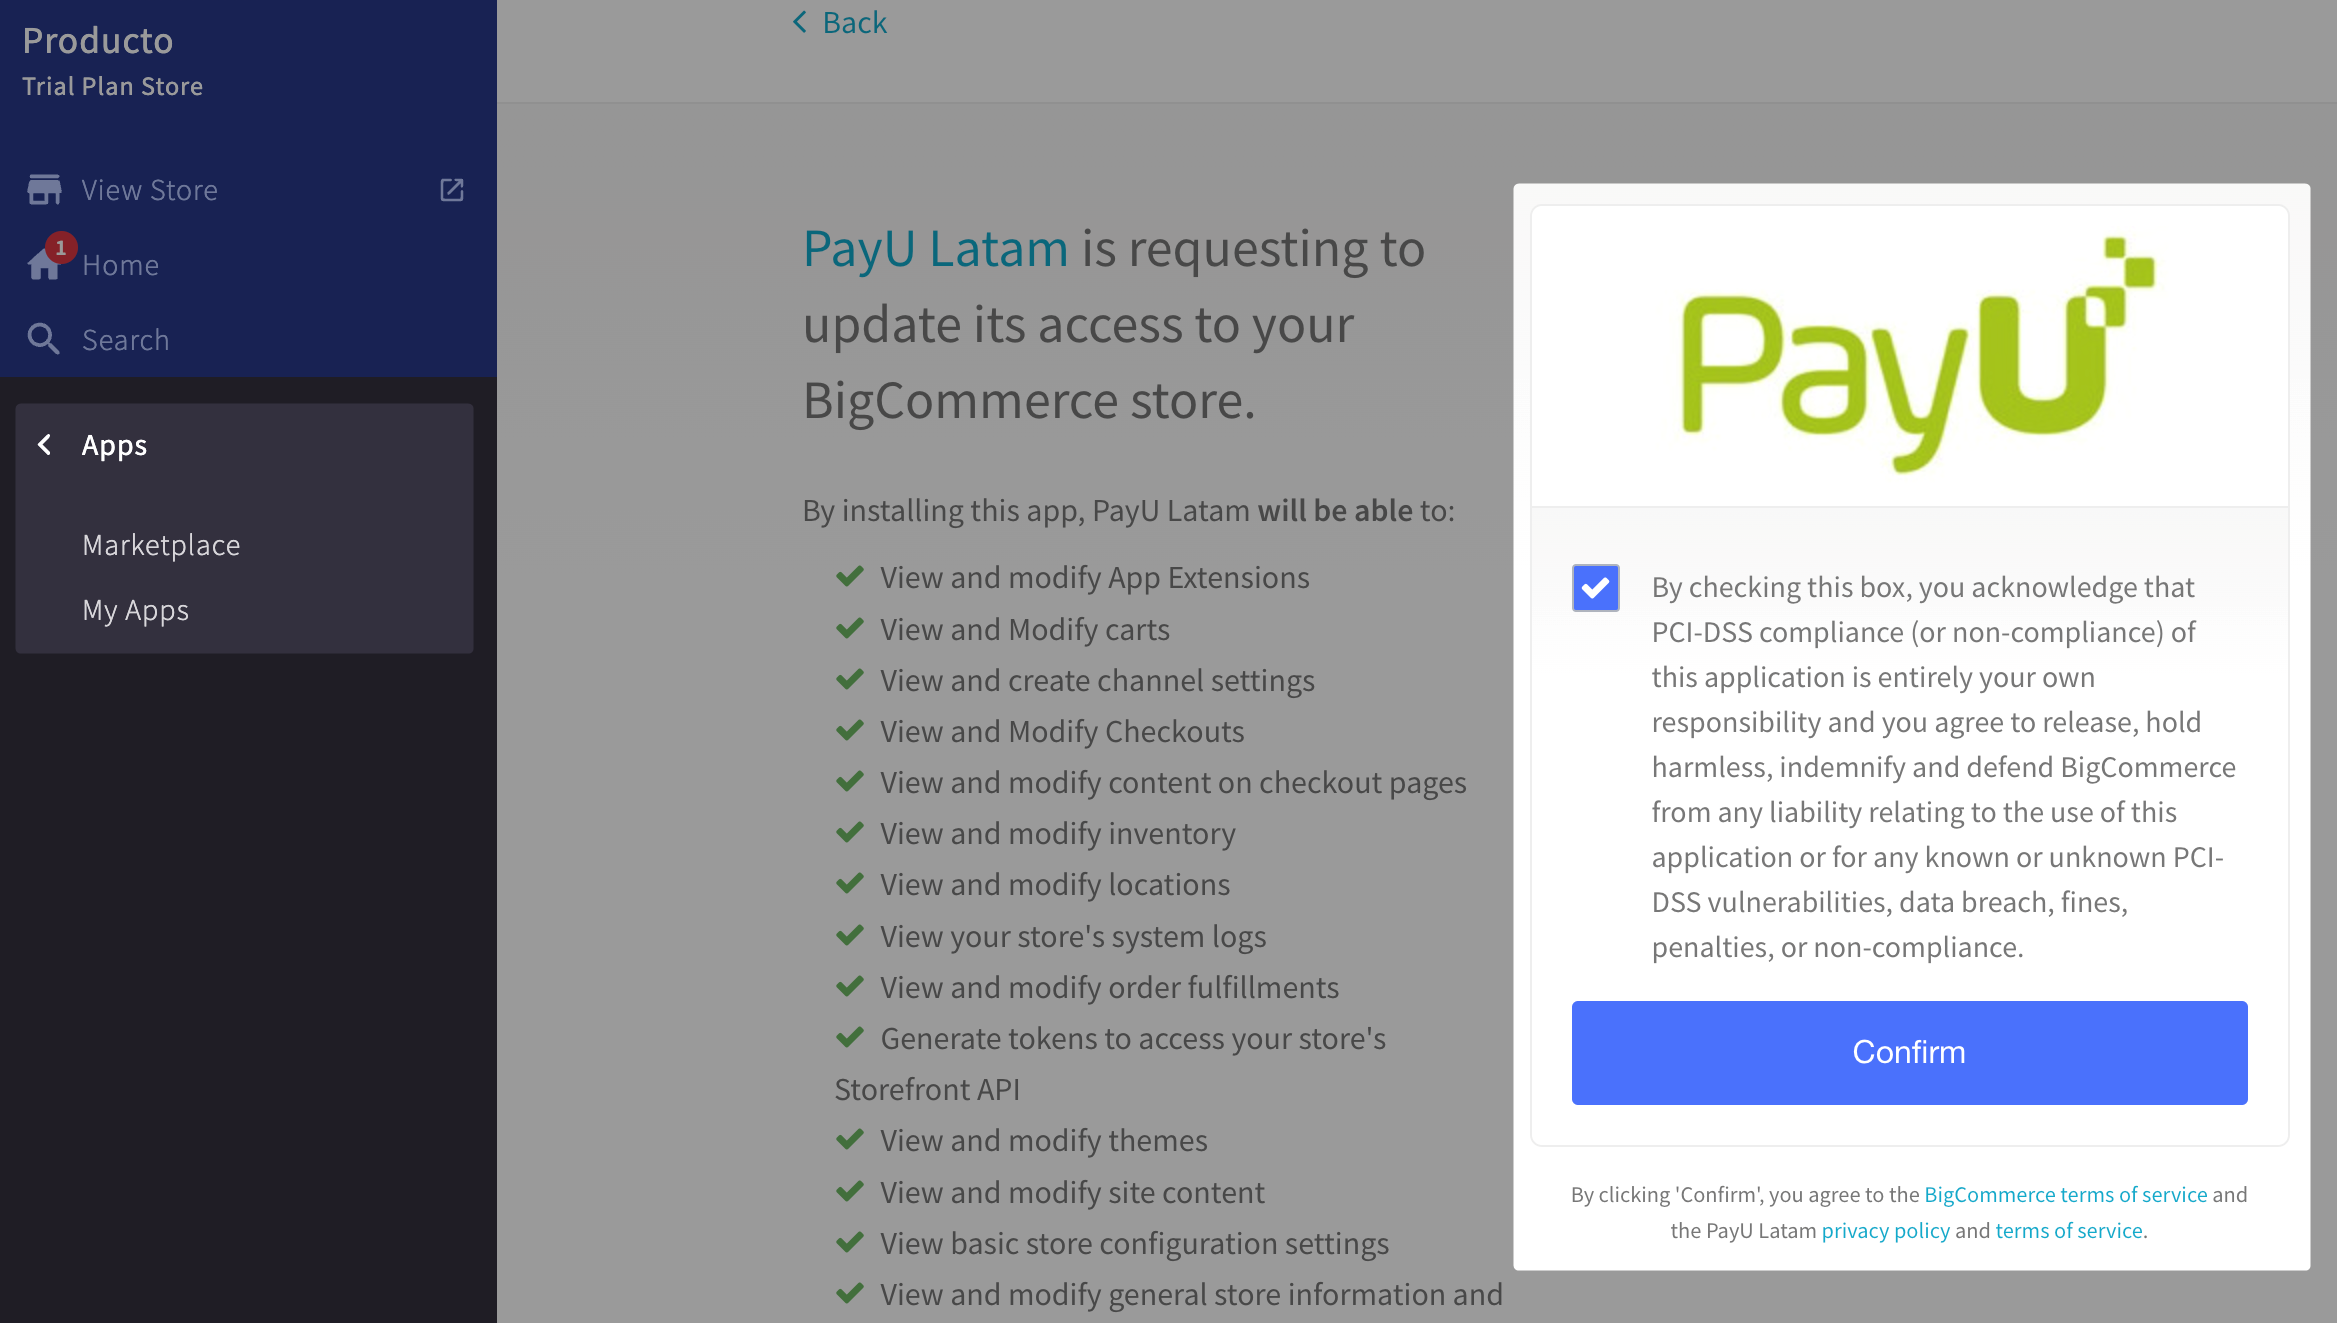 Producto
Trial Plan Store
View Store
1
Home
Search
Apps
Marketplace
My Apps
Back
PayU Latam is requesting to
update its access to your
BigCommerce store.
By installing this app, PayU Latam will be able to:
View and modify App Extensions
View and Modify carts
View and create channel settings
View and Modify Checkouts
View and modify content on checkout pages
View and modify inventory
View and modify locations
View your store's system logs
View and modify order fulfillments
Generate tokens to access your store's
Storefront API
View and modify themes
View and modify site content
View basic store configuration settings
View and modify general store information and
PayU
By checking this box, you acknowledge that
PCI-DSS compliance (or non-compliance) of
this application is entirely your own
responsibility and you agree to release, hold
harmless, indemnify and defend BigCommerce
from any liability relating to the use of this
application or for any known or unknown PCI-
DSS vulnerabilities, data breach, fines,
penalties, or non-compliance.
Confirm
By clicking 'Confirm', you agree to the BigCommerce terms of service and
the PayU Latam privacy policy and terms of service.